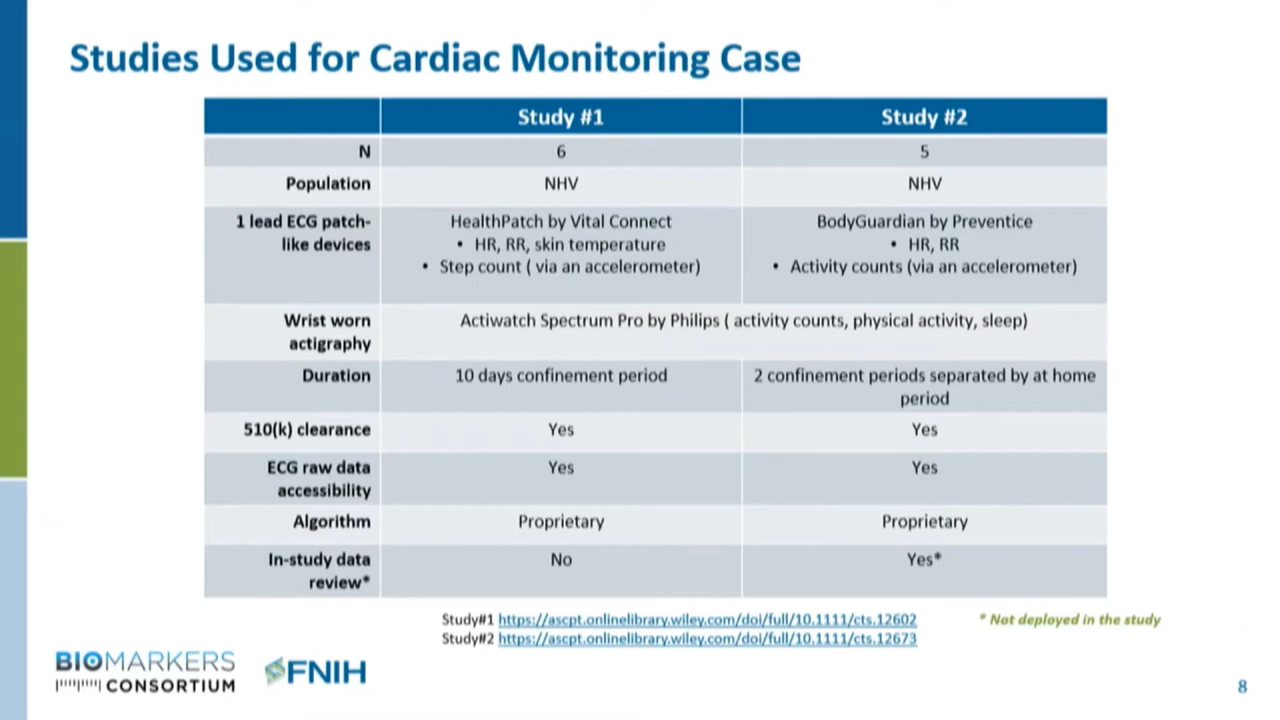 Studies Used for Cardiac Monitoring Case
Study #1 Study #2
N 6 5
Population NHV NHV
1 lead ECG patch- HealthPatch by Vital Connect BodyGuardian by Preventice
like devices • HR, RR, skin temperature • HR, RR
• Step count ( via an accelerometer) • Activity counts (via an accelerometer)
Wrist worn Actiwatch Spectrum Pro by Philips ( activity counts, physical activity, sleep)
actigraphy
Duration 10 days confinement period 2 confinement periods separated by at home
period
510(k) clearance Yes Yes
ECG raw data Yes Yes
accessibility
Algorithm Proprietary Proprietary
In-study data No Yes*
review*
Study#1 https://ascpt.onlinelibrary.wiley.com/doi/full/10.1111/cts.12602 * Not deployed in the study
Study#2 https://ascpt.onlinelibrary.wiley.com/doi/full/10.1111/cts.12673
BIOMARKERS
CONSORTIUM
FNIH
8